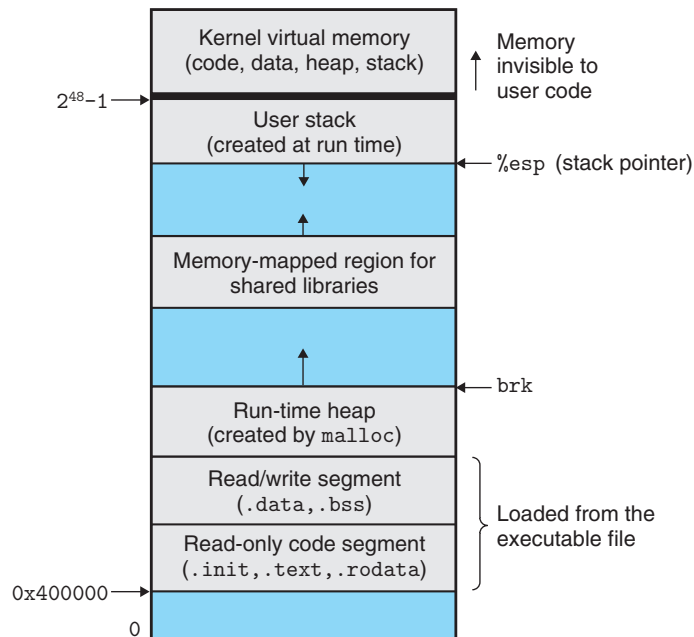 Kernel virtual memory
(code, data, heap, stack)
Memory
invisible to
user code
2⁴⁸-1
User stack
(created at run time)
%esp (stack pointer)
Memory-mapped region for
shared libraries
brk
Run-time heap
(created by malloc)
Read/write segment
(.data,.bss)
Loaded from the
executable file
Read-only code segment
(.init,.text,.rodata)
0x400000
0